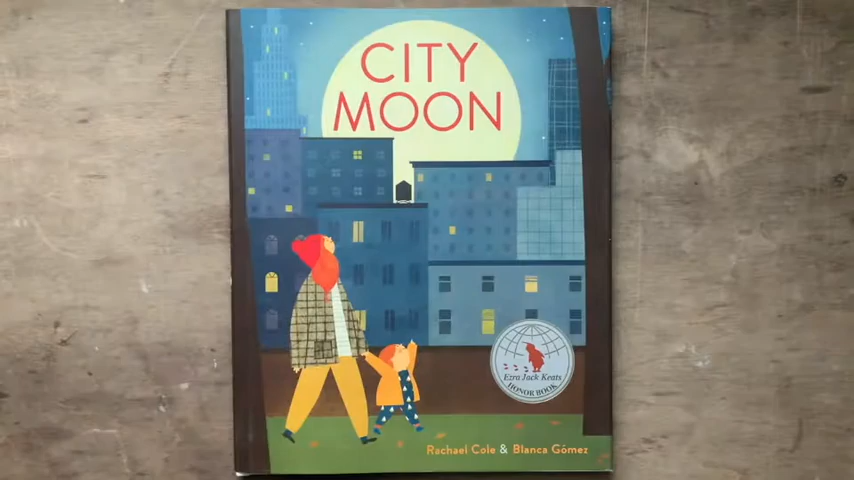 CITY
MOON
Ezra Jack Keats
HONOR BOOK
Rachael Cole & Blanca Gómez